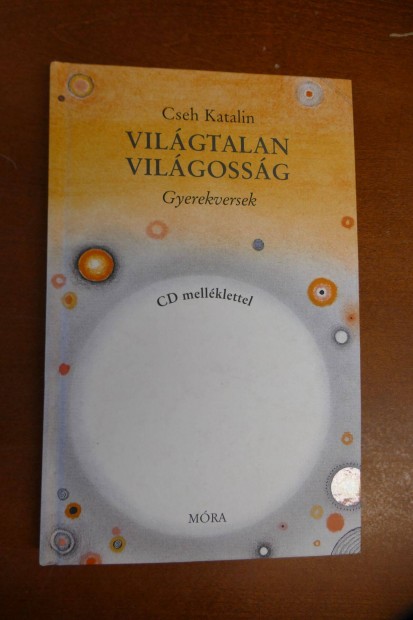 Cseh Katalin
VILÁGTALAN
VILÁGOSSÁG
Gyerekversek
CD melléklettel
MÓRA